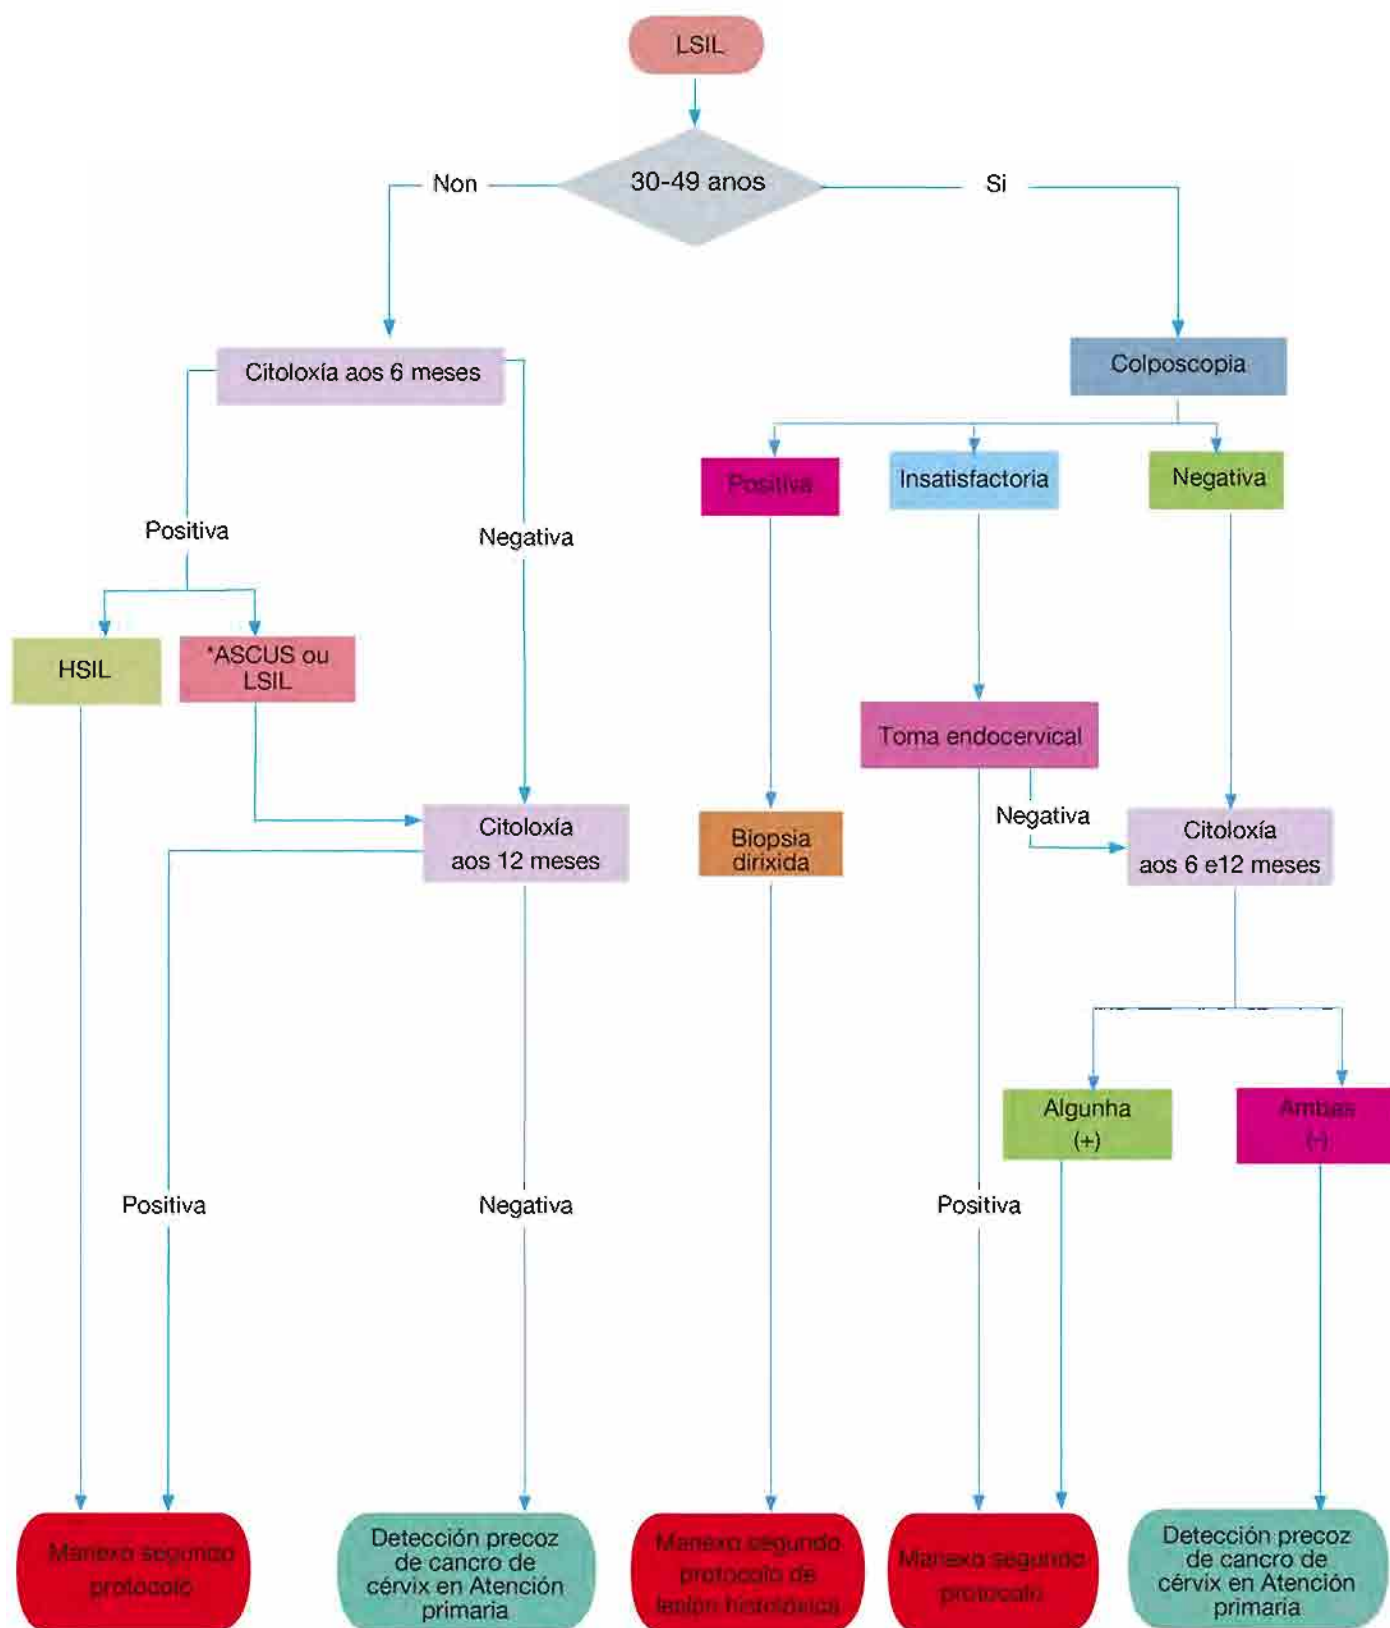 LSIL
30-49 anos
Non
Si
Citoloxía aos 6 meses
Colposcopia
Positiva
Insatisfactoria
Negativa
Positiva
Negativa
HSIL
*ASCUS ou
LSIL
Toma endocervical
Negativa
Citoloxía
aos 12 meses
Biopsia
dirixida
Citoloxía
aos 6 e12 meses
Algunha
(+)
Ambas
(-)
Positiva
Negativa
Positiva
Manexo segundo
protocolo
Detección precoz
de cancro de
cérvix en Atención
primaria
Manexo segundo
protocolo de
lesión histolóxica
Manexo segundo
protocolo
Detección precoz
de cancro de
cérvix en Atención
primaria